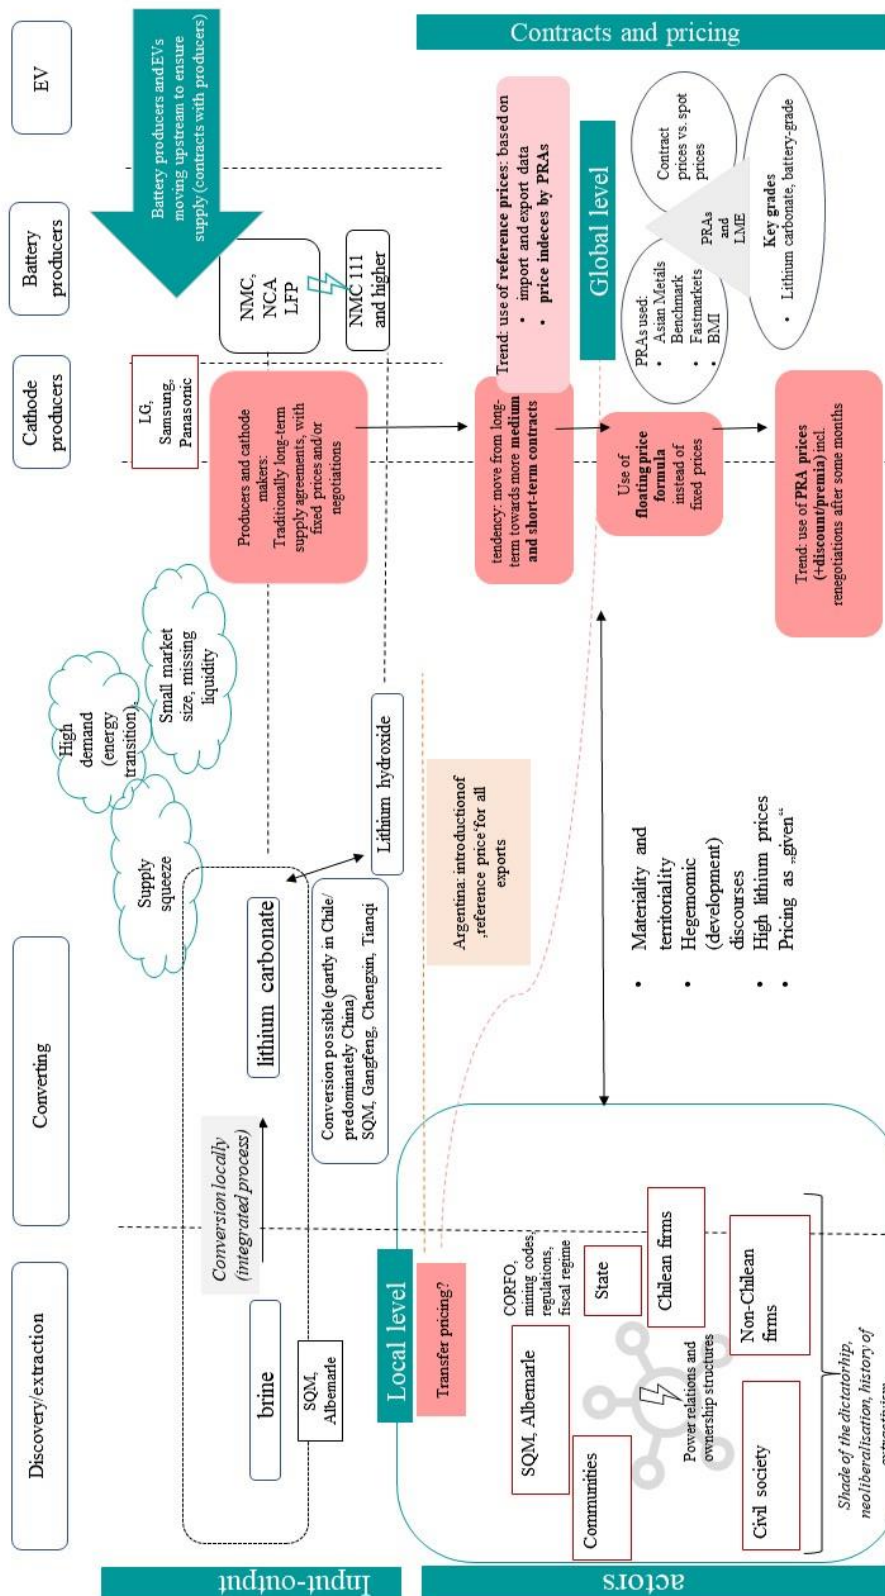 Discovery/extraction
Converting
Cathode
producers
Battery
producers
EV
Input-output
brine
SQM,
Albemarle
Conversion locally
(integrated process)
lithium carbonate
Conversion possible (partly in Chile/
predominately China)
SQM, Gangfeng, Chengxin, Tianqi
Lithium hydroxide
Supply
squeeze
High
demand
(energy
transition),
Small market
size, missing
liquidity
LG,
Samsung,
Panasonic
NMC,
NCA
LFP
NMC 111
and higher
Battery producers and EVs
moving upstream to ensure
supply (contracts with producers)
Producers and cathode
makers:
Traditionally long-term
supply agreements, with
fixed prices and/or
negotiations
actors
Local level
Transfer pricing?
SQM, Albemarle
CORFO,
mining codes,
regulations,
fiscal regime
State
Communities
Chilean firms
Power relations and
ownership structures
Civil society
Non-Chilean
firms
Shade of the dictatorhip,
neoliberalisation, history of
Argentina: introductionof
‚reference price‘for all
exports
• Materiality and
territoriality
• Hegemomic
(development)
discourses
• High lithium prices
• Pricing as „given“
tendency: move from long-
term towards more medium
and short-term contracts
Trend: use of reference prices: based on
• import and export data
• price indeces by PRAs
Contracts and pricing
Global level
Use of
floating price
formula
instead of
fixed prices
PRAs used:
• Asian Metals
Benchmark
• Fastmarkets
• BMI
Contract
prices vs. spot
prices
PRAs
and
LME
Key grades
• Lithium carbonate, battery-grade
Trend: use of PRA prices
(+discount/premia) incl.
renegotiations after some months